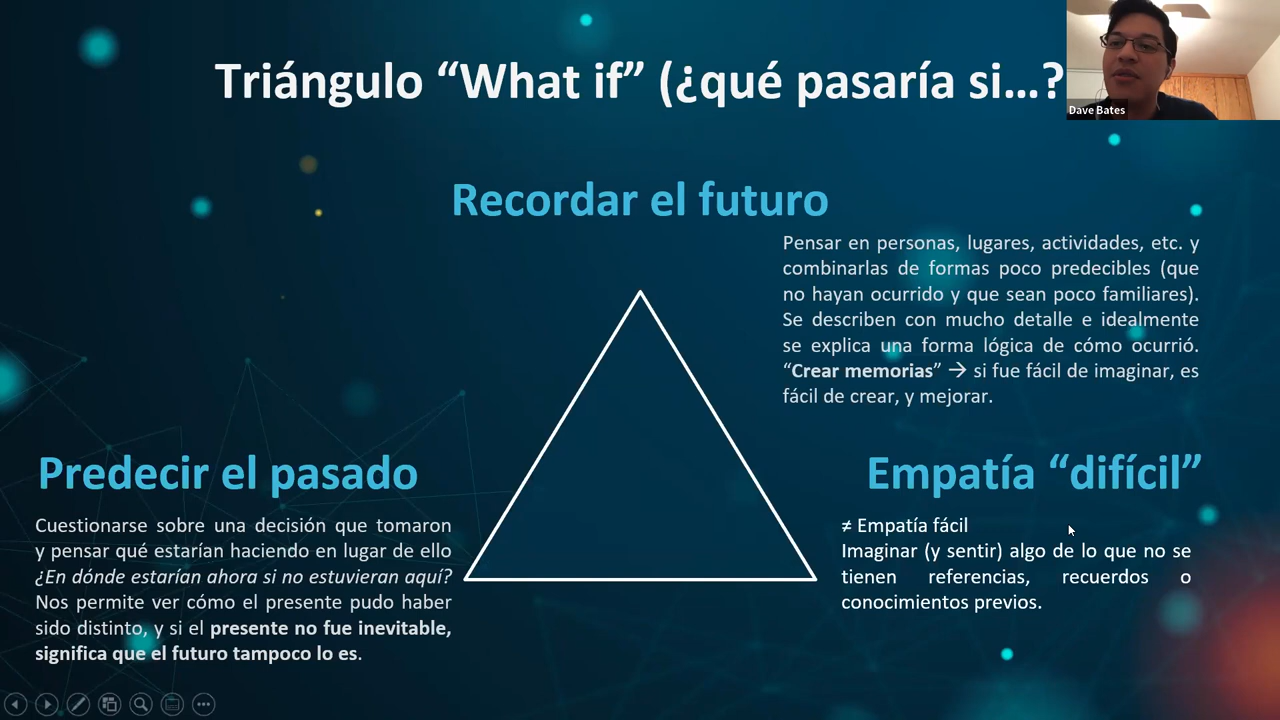 Triángulo “What if” (¿qué pasaría si…?
Dave Bates
Recordar el futuro
Pensar en personas, lugares, actividades, etc. y
combinarlas de formas poco predecibles (que
no hayan ocurrido y que sean poco familiares).
Se describen con mucho detalle e idealmente
se explica una forma lógica de cómo ocurrió.
“Crear memorias” → si fue fácil de imaginar, es
fácil de crear, y mejorar.
Predecir el pasado
Cuestionarse sobre una decisión que tomaron
y pensar qué estarían haciendo en lugar de ello
¿En dónde estarían ahora si no estuvieran aquí?
Nos permite ver cómo el presente pudo haber
sido distinto, y si el presente no fue inevitable,
significa que el futuro tampoco lo es.
Empatía “difícil”
≠ Empatía fácil
Imaginar (y sentir) algo de lo que no se
tienen referencias, recuerdos o
conocimientos previos.